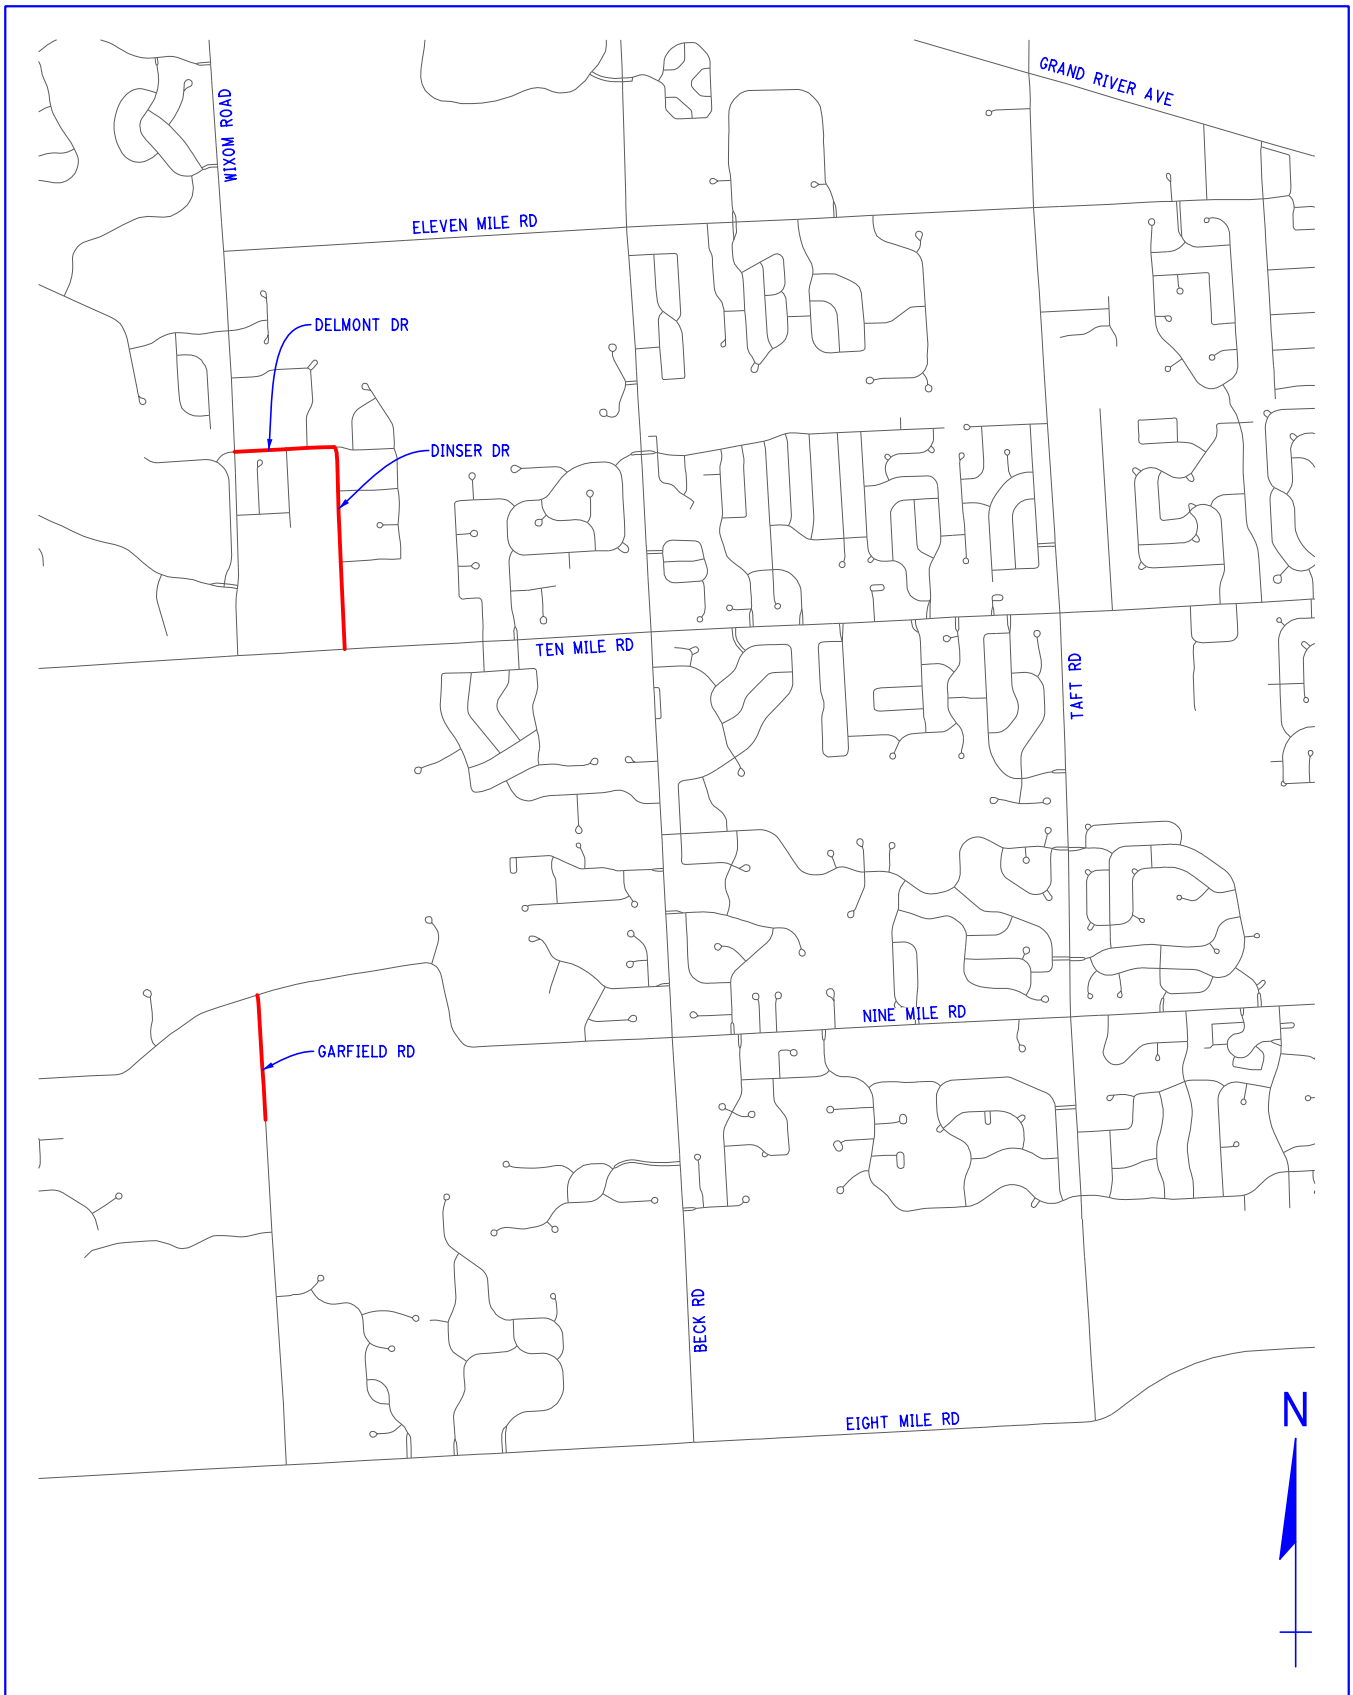 GRAND RIVER AVE
WIXOM ROAD
ELEVEN MILE RD
DELMONT DR
DINSER DR
TEN MILE RD
TAFT RD
NINE MILE RD
GARFIELD RD
BECK RD
EIGHT MILE RD
N